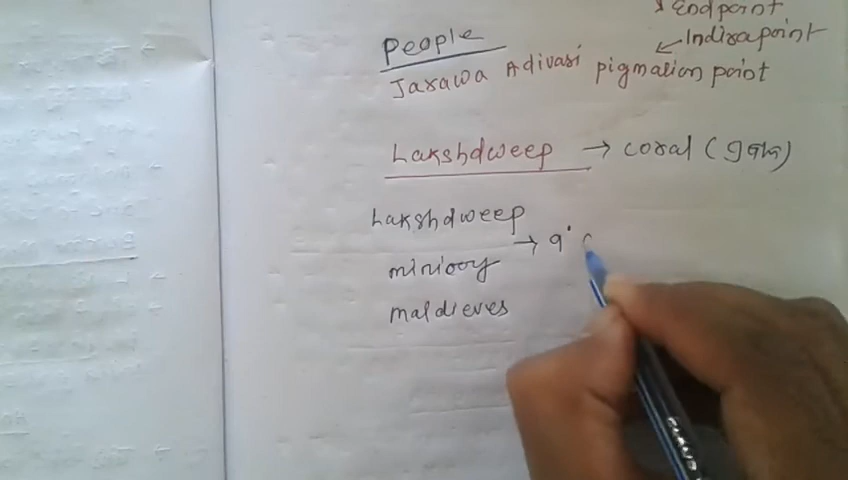 Endpoint
↙ Indirapoint
People
Jarawa Adivasi pigmalion point
Lakshdweep → coral (
Lakshdweep
→ 9°
minicoy
maldieves